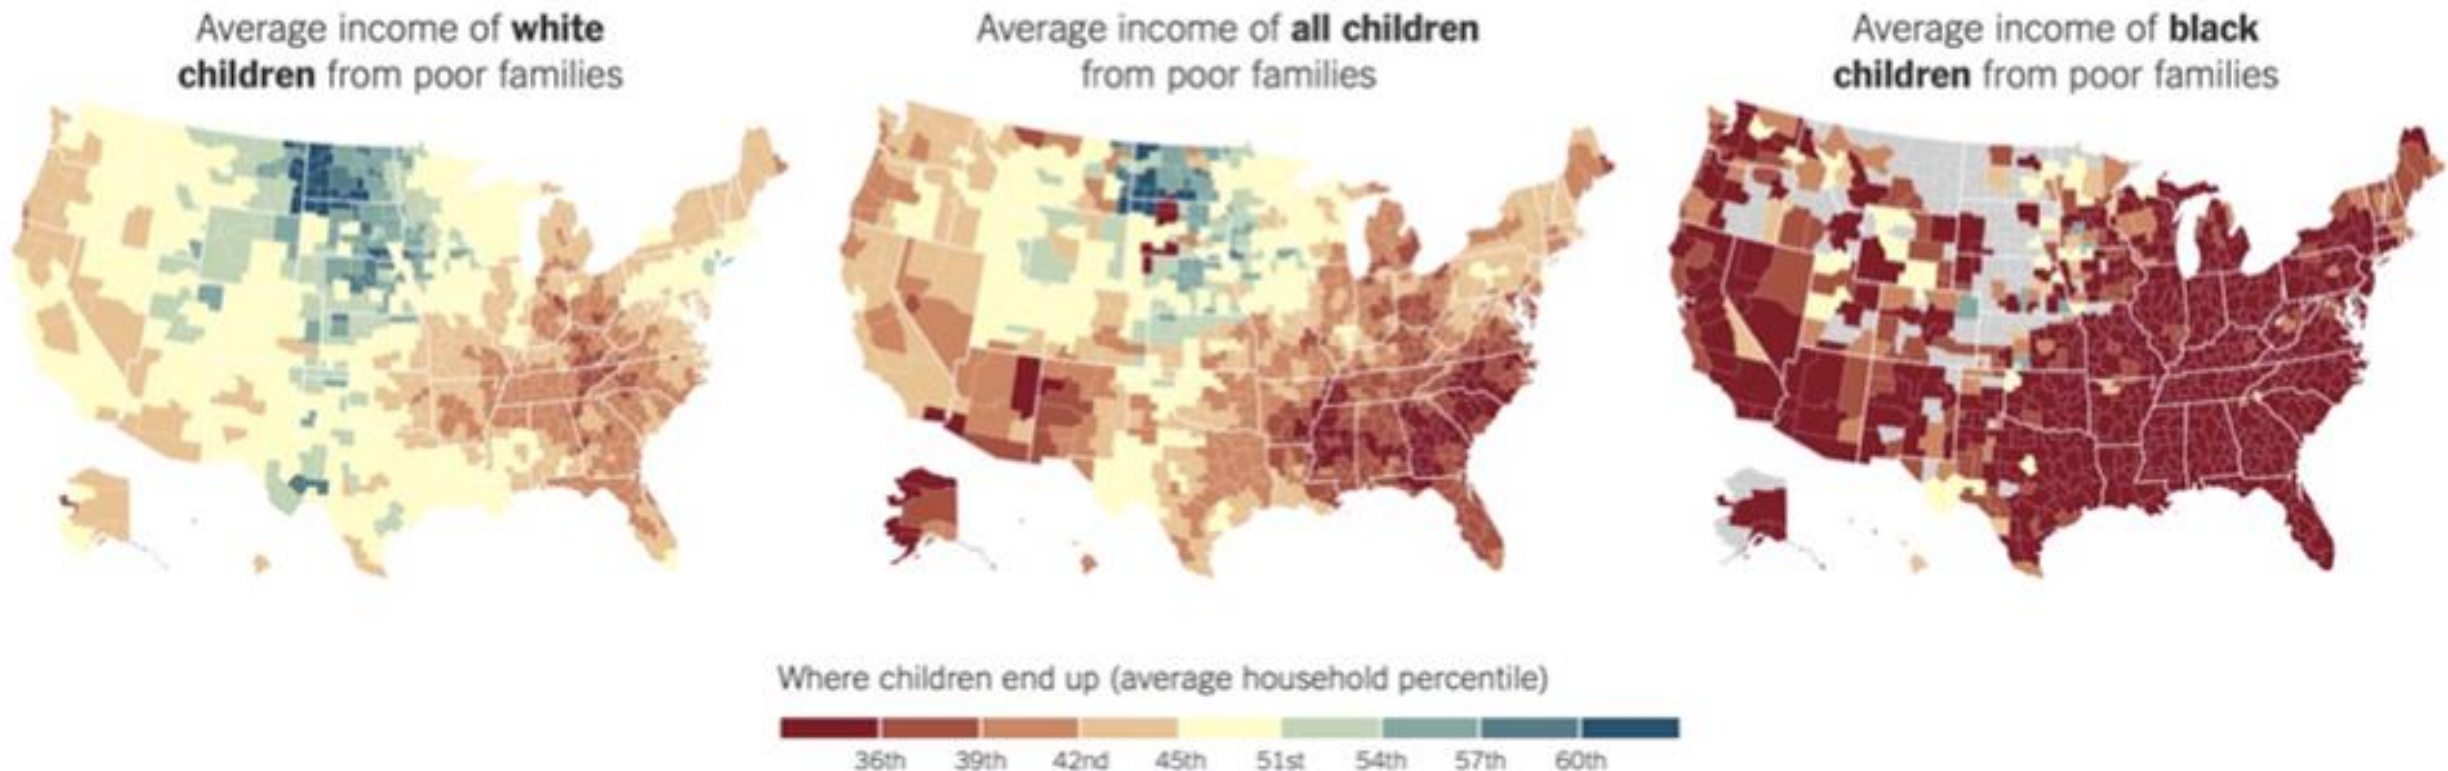 Average income of white
children from poor families
Average income of all children
from poor families
Average income of black
children from poor families
Where children end up (average household percentile)
36th 39th 42nd 45th 51st 54th 57th 60th